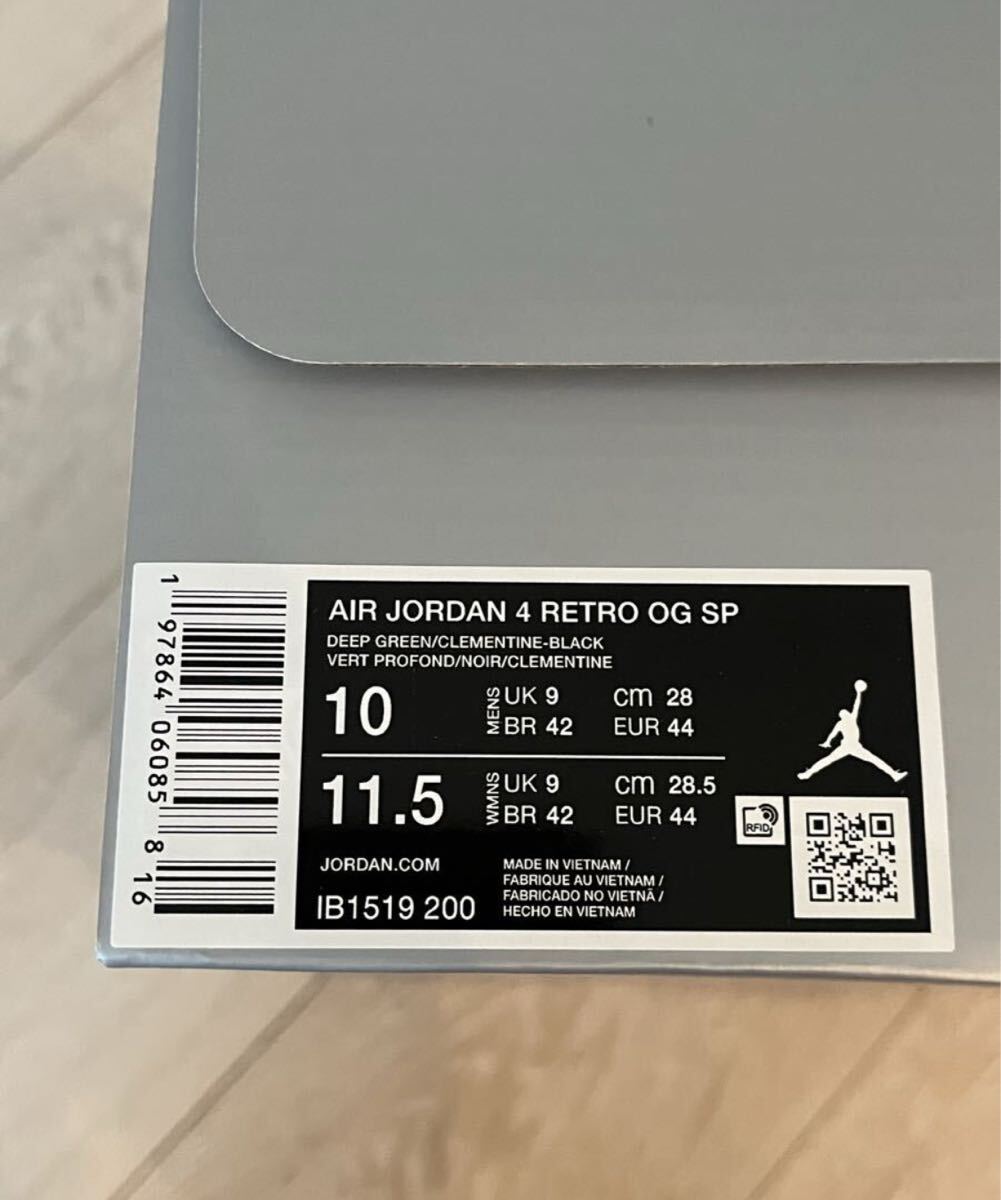 AIR JORDAN 4 RETRO OG SP
DEEP GREEN/CLEMENTINE-BLACK
VERT PROFOND/NOIR/CLEMENTINE
10 MENS UK 9 cm 28
BR 42 EUR 44
11.5 WMNS UK 9 cm 28.5
BR 42 EUR 44
RFID
JORDAN.COM
IB1519 200
MADE IN VIETNAM /
FABRIQUE AU VIETNAM /
FABRICADO NO VIETNÃ /
HECHO EN VIETNAM
1 97864 06085 8 16